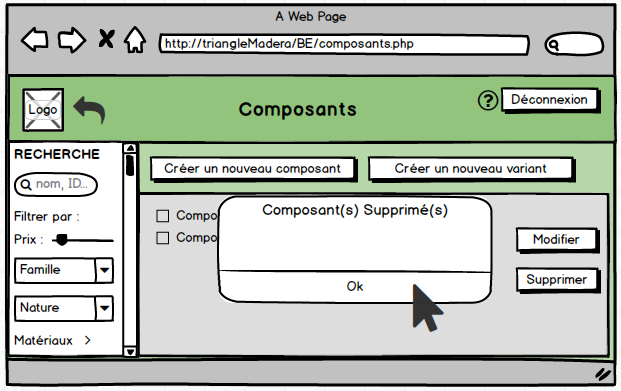 A Web Page
http://triangleMadera/BE/composants.php
Logo
Composants
?
Déconnexion
RECHERCHE
nom, ID...
Filtrer par :
Prix :
Famille
Nature
Matériaux >
Créer un nouveau composant
Créer un nouveau variant
Compo
Compo
Composant(s) Supprimé(s)
Ok
Modifier
Supprimer